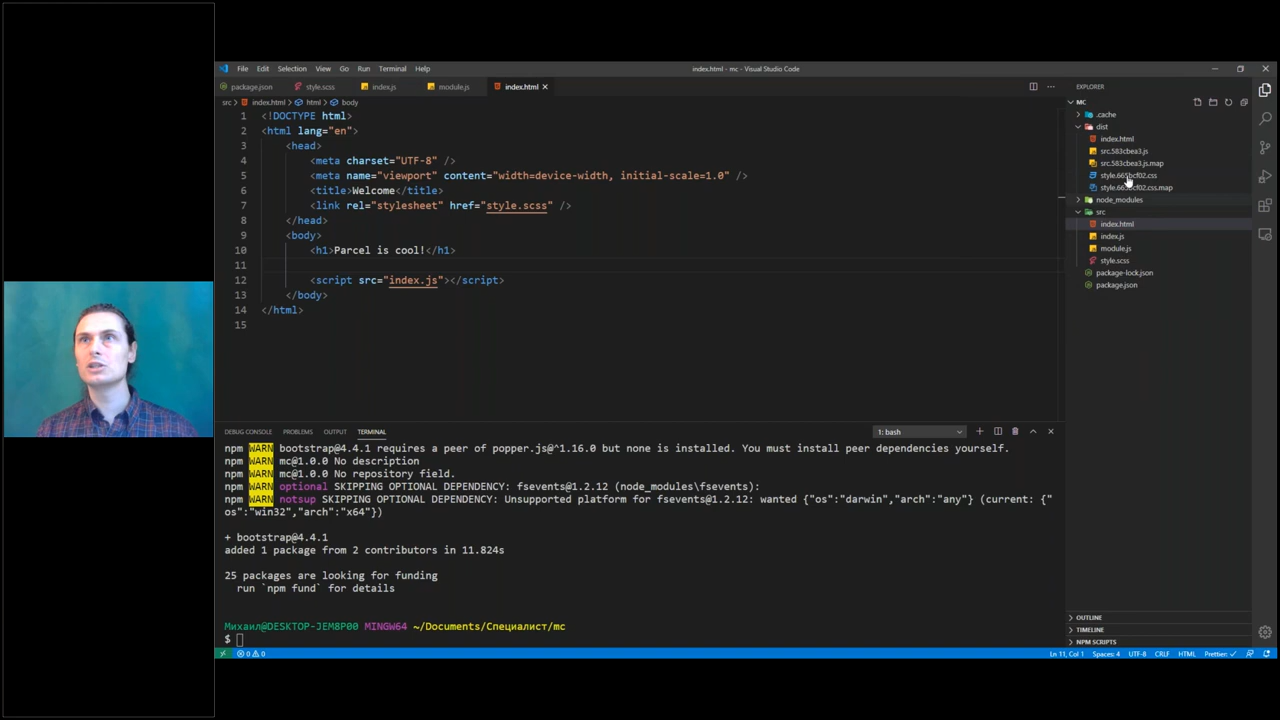 File Edit Selection View Go Run Terminal Help
index.html - mc - Visual Studio Code
package.json style.scss index.js module.js index.html
src > index.html > html > body
1 <!DOCTYPE html>
2 <html lang="en">
3 <head>
4 <meta charset="UTF-8" />
5 <meta name="viewport" content="width=device-width, initial-scale=1.0" />
6 <title>Welcome</title>
7 <link rel="stylesheet" href="style.scss" />
8 </head>
9 <body>
10 <h1>Parcel is cool!</h1>
11
12 <script src="index.js"></script>
13 </body>
14 </html>
15
DEBUG CONSOLE PROBLEMS OUTPUT TERMINAL
1: bash
npm WARN bootstrap@4.4.1 requires a peer of popper.js@^1.16.0 but none is installed. You must install peer dependencies yourself.
npm WARN mc@1.0.0 No description
npm WARN mc@1.0.0 No repository field.
npm WARN optional SKIPPING OPTIONAL DEPENDENCY: fsevents@1.2.12 (node_modules\fsevents):
npm WARN notsup SKIPPING OPTIONAL DEPENDENCY: Unsupported platform for fsevents@1.2.12: wanted {"os":"darwin","arch":"any"} (current: {"
os":"win32","arch":"x64"})
+ bootstrap@4.4.1
added 1 package from 2 contributors in 11.824s
25 packages are looking for funding
run `npm fund` for details
Михаил@DESKTOP-JEM8P00 MINGW64 ~/Documents/Специалист/mc
$
EXPLORER
MC
.cache
dist
index.html
src.583cbea3.js
src.583cbea3.js.map
node_modules
src
index.html
index.js
module.js
style.scss
package-lock.json
package.json
OUTLINE
TIMELINE
NPM SCRIPTS
0 0
Ln 11, Col 1 Spaces: 4 UTF-8 CRLF HTML Prettier: ✓